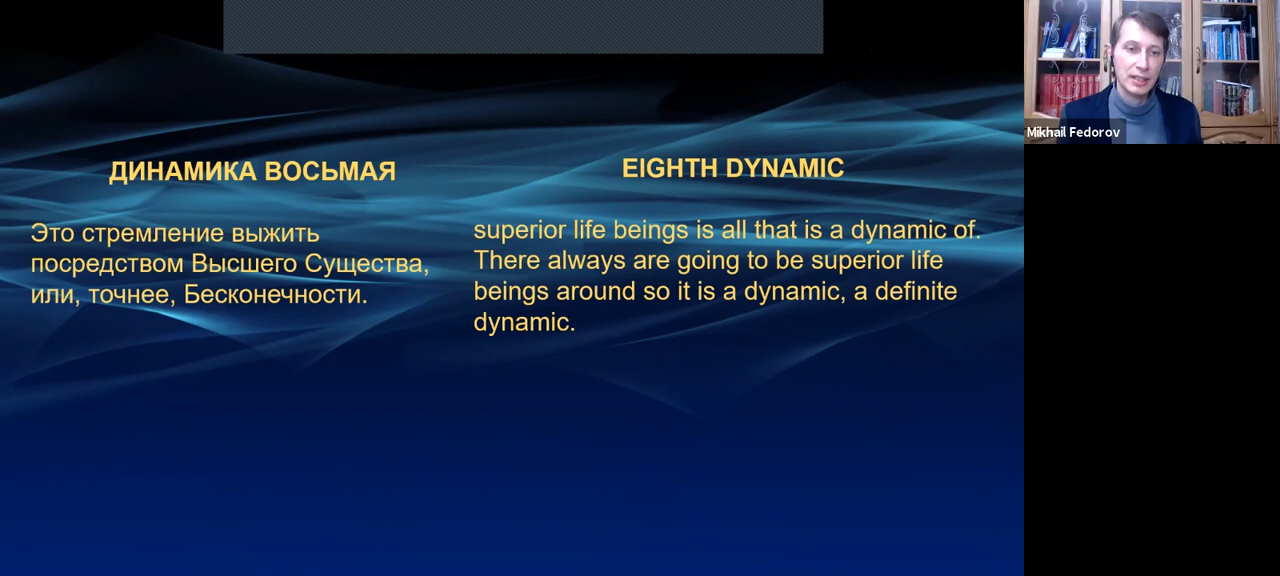 ДИНАМИКА ВОСЬМАЯ
Это стремление выжить
посредством Высшего Существа,
или, точнее, Бесконечности.
EIGHTH DYNAMIC
superior life beings is all that is a dynamic of.
There always are going to be superior life
beings around so it is a dynamic, a definite
dynamic.
Mikhail Fedorov